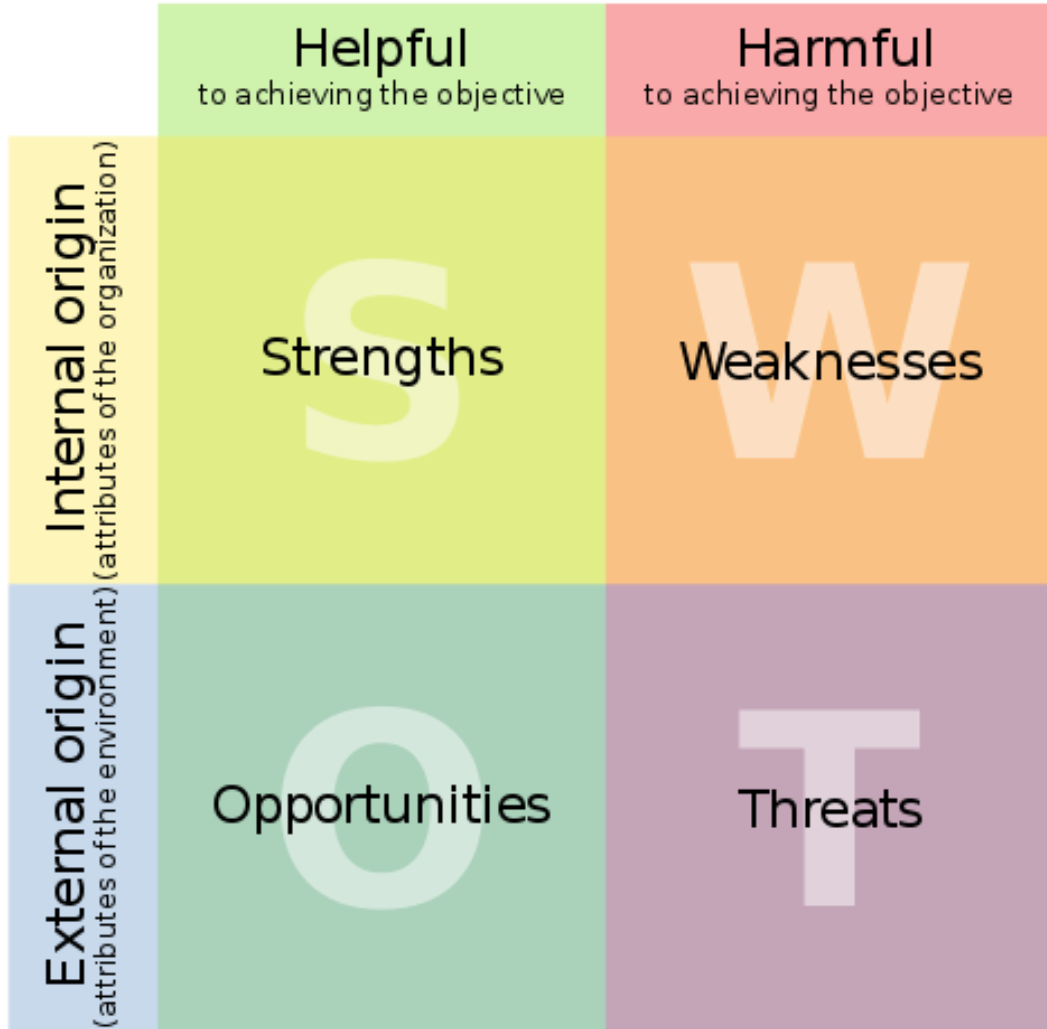 Helpful
to achieving the objective
Harmful
to achieving the objective
Internal origin
(attributes of the organization)
S
Strengths
W
Weaknesses
External origin
(attributes of the environment)
O
Opportunities
T
Threats